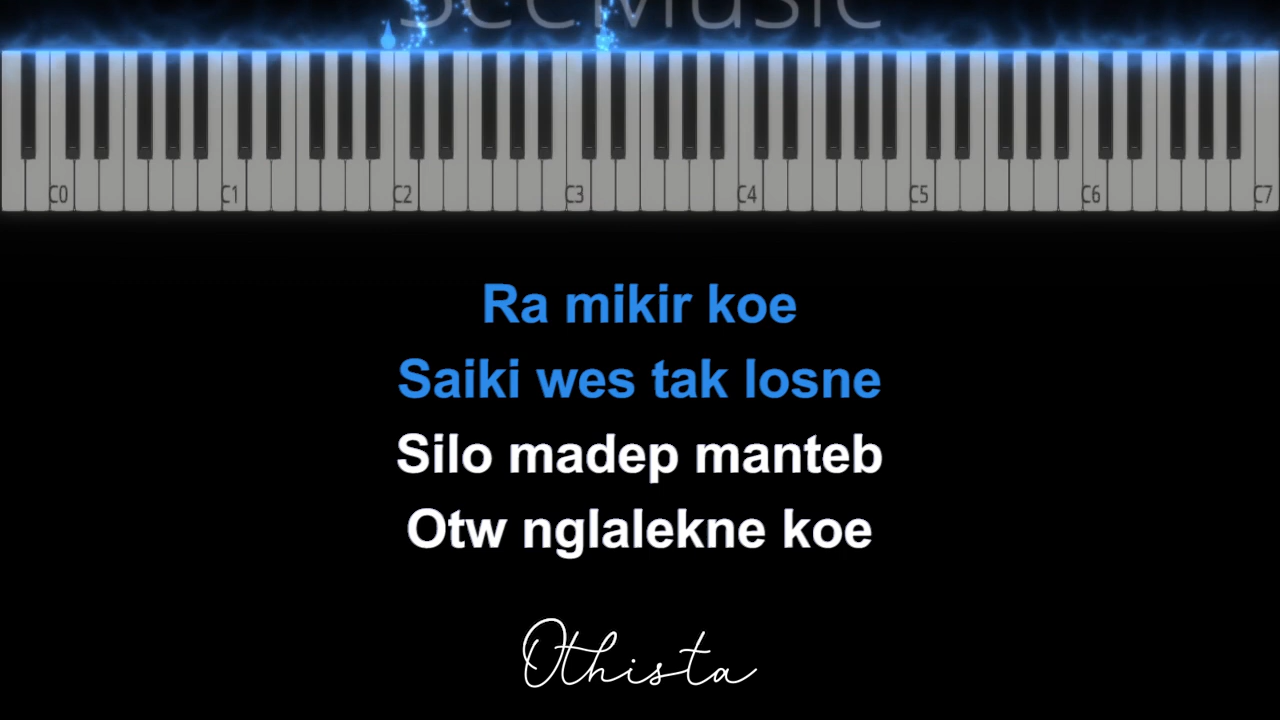 SeeMusic
C0 C1 C2 C3 C4 C5 C6 C7
Ra mikir koe
Saiki wes tak losne
Silo madep manteb
Otw nglalekne koe
Othista